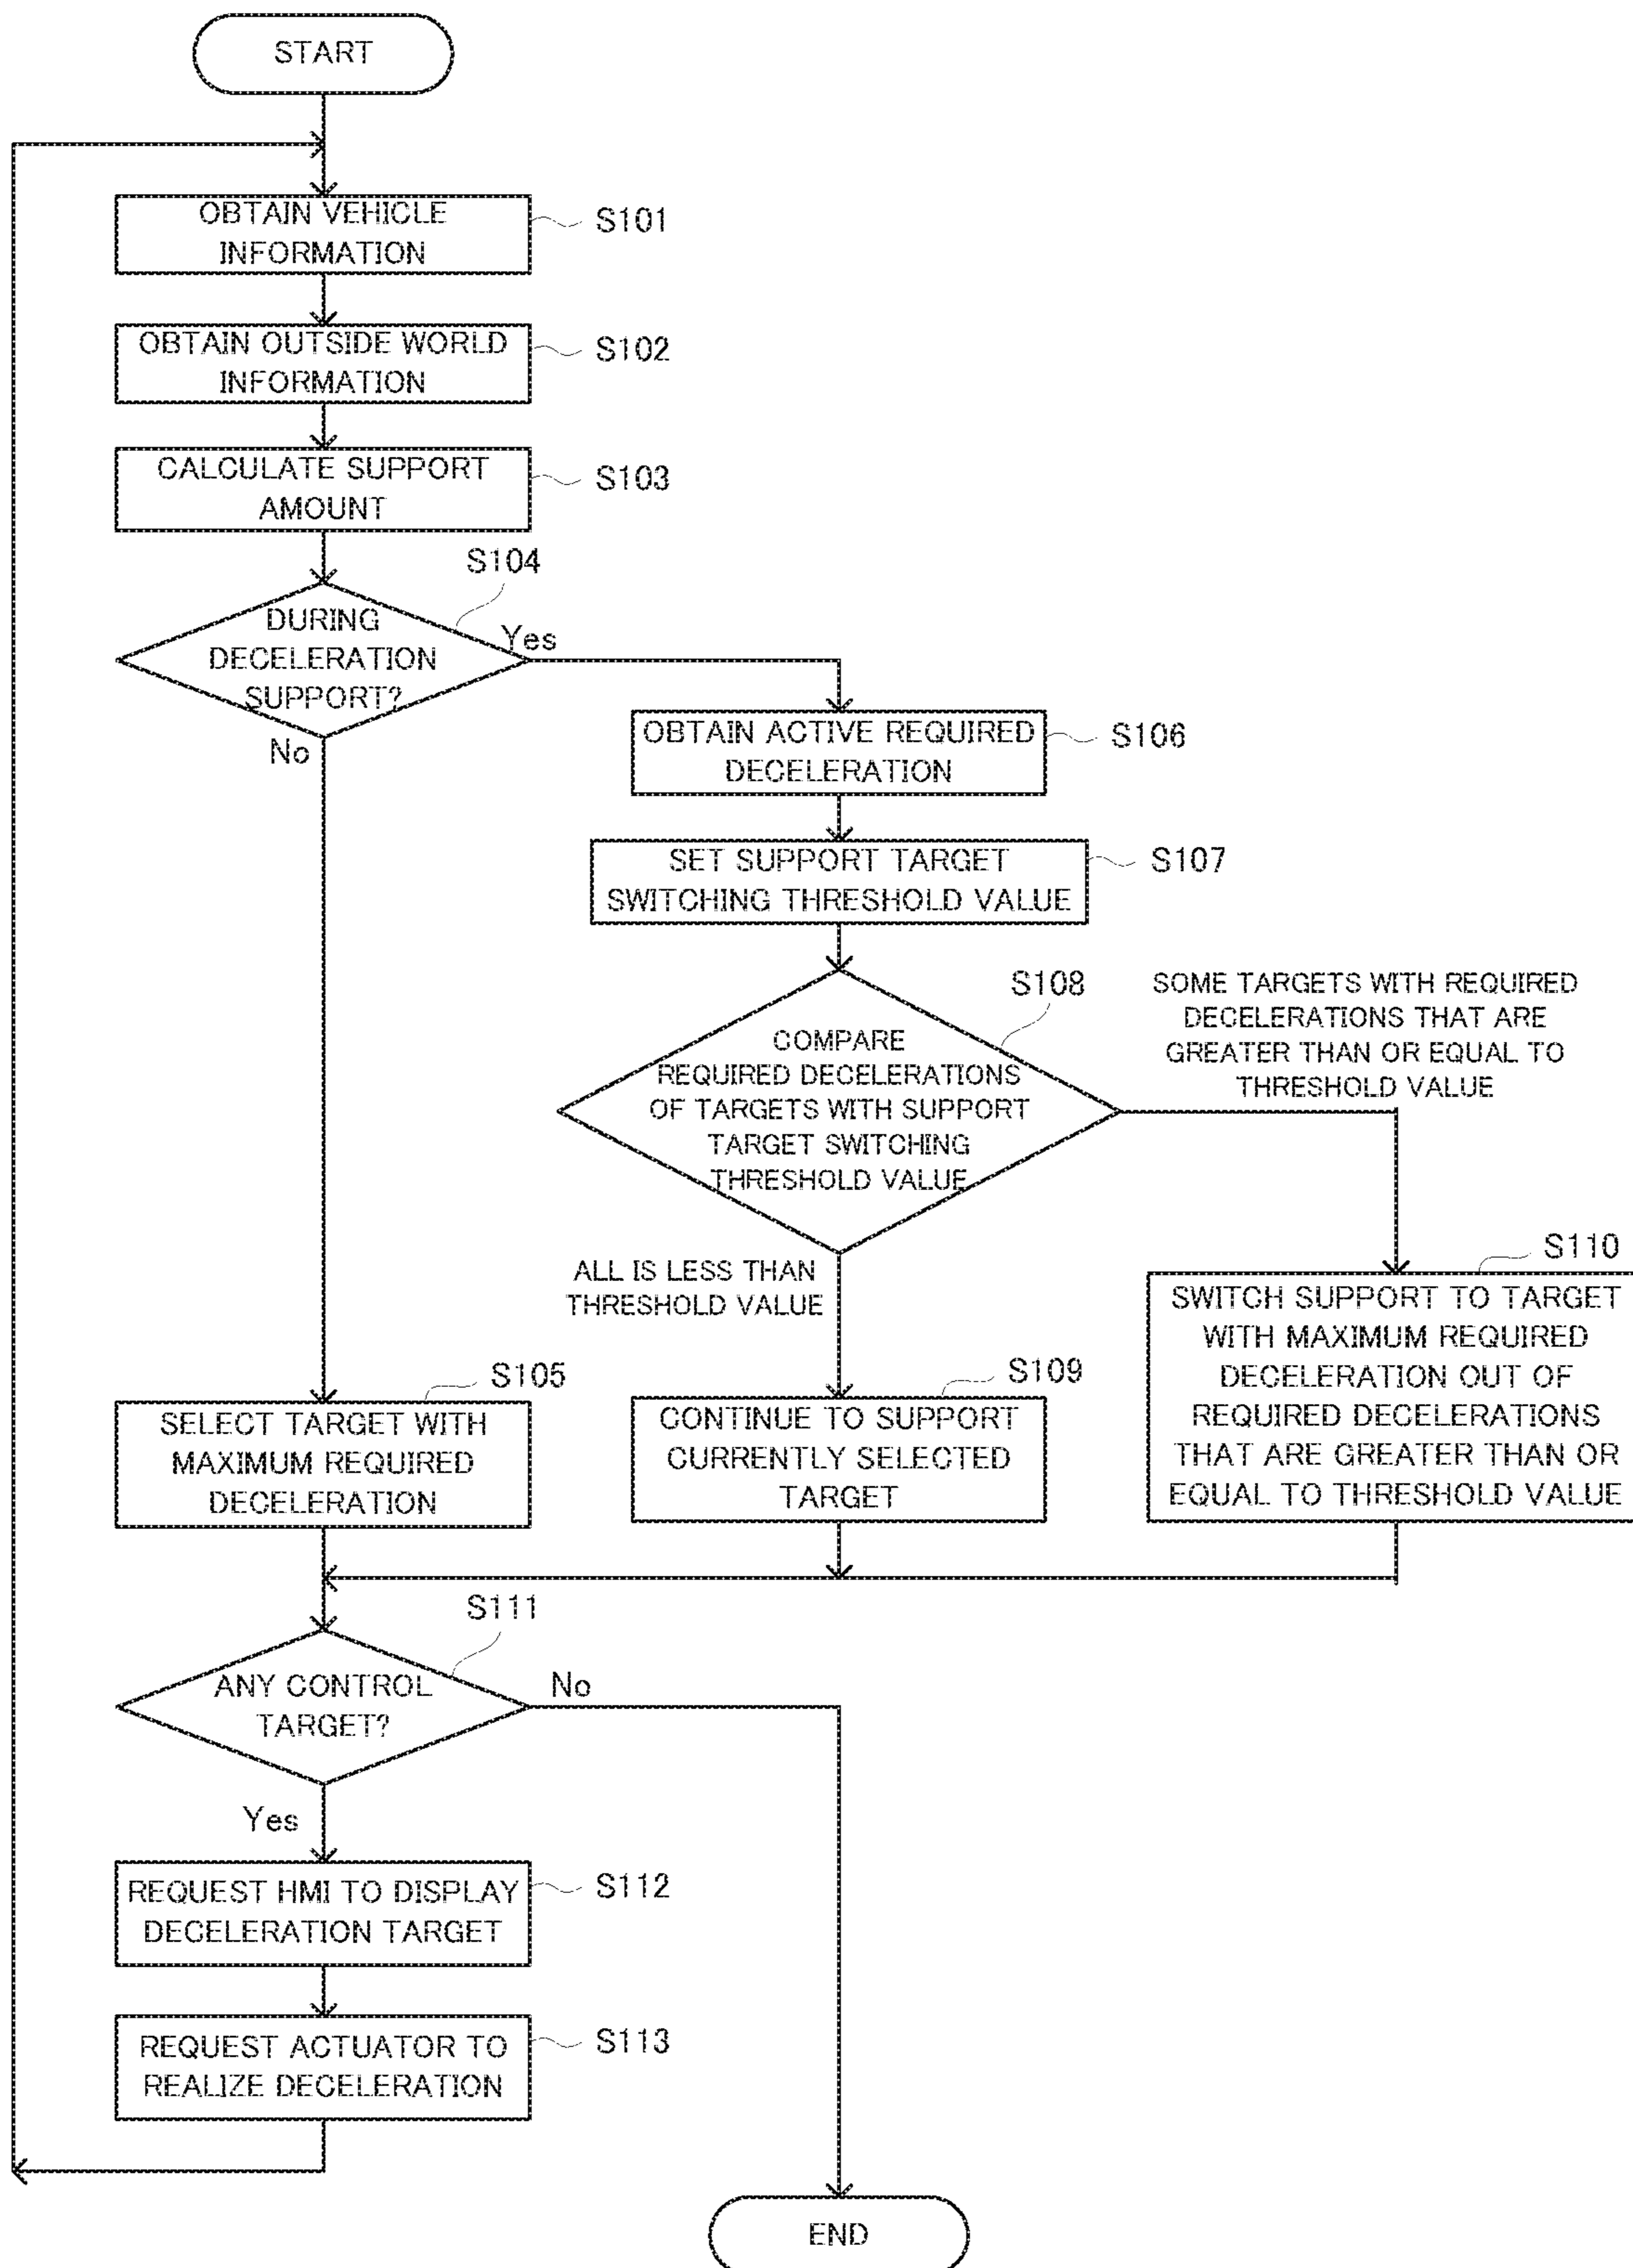 START
OBTAIN VEHICLE
INFORMATION
S101
OBTAIN OUTSIDE WORLD
INFORMATION
S102
CALCULATE SUPPORT
AMOUNT
S103
S104
DURING
DECELERATION
SUPPORT?
Yes
No
OBTAIN ACTIVE REQUIRED
DECELERATION
S106
SET SUPPORT TARGET
SWITCHING THRESHOLD VALUE
S107
S108
COMPARE
REQUIRED DECELERATIONS
OF TARGETS WITH SUPPORT
TARGET SWITCHING
THRESHOLD VALUE
SOME TARGETS WITH REQUIRED
DECELERATIONS THAT ARE
GREATER THAN OR EQUAL TO
THRESHOLD VALUE
ALL IS LESS THAN
THRESHOLD VALUE
S105
SELECT TARGET WITH
MAXIMUM REQUIRED
DECELERATION
S109
CONTINUE TO SUPPORT
CURRENTLY SELECTED
TARGET
S110
SWITCH SUPPORT TO TARGET
WITH MAXIMUM REQUIRED
DECELERATION OUT OF
REQUIRED DECELERATIONS
THAT ARE GREATER THAN OR
EQUAL TO THRESHOLD VALUE
S111
ANY CONTROL
TARGET?
No
Yes
REQUEST HMI TO DISPLAY
DECELERATION TARGET
S112
REQUEST ACTUATOR TO
REALIZE DECELERATION
S113
END